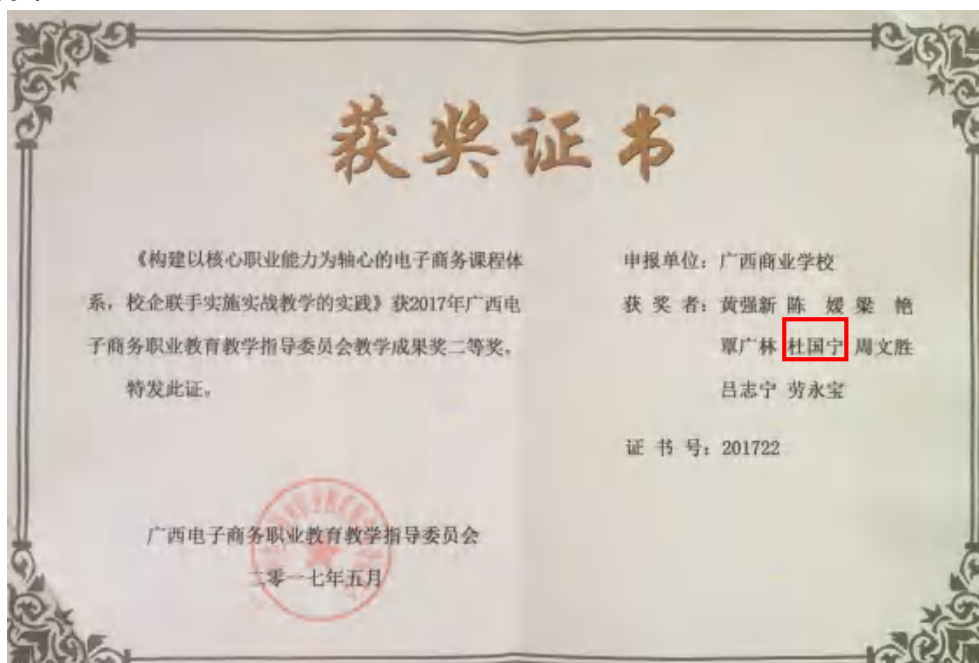 获奖证书
《构建以核心职业能力为轴心的电子商务课程体
系，校企联手实施实战教学的实践》获2017年广西电
子商务职业教育教学指导委员会教学成果奖二等奖。
特发此证。
广西电子商务职业教育教学指导委员会
二零一七年五月
申报单位：广西商业学校
获 奖 者：黄强新 陈 媛 梁 艳
覃广林 杜国宁 周文胜
吕志宁 劳永宝
证 书 号：201722